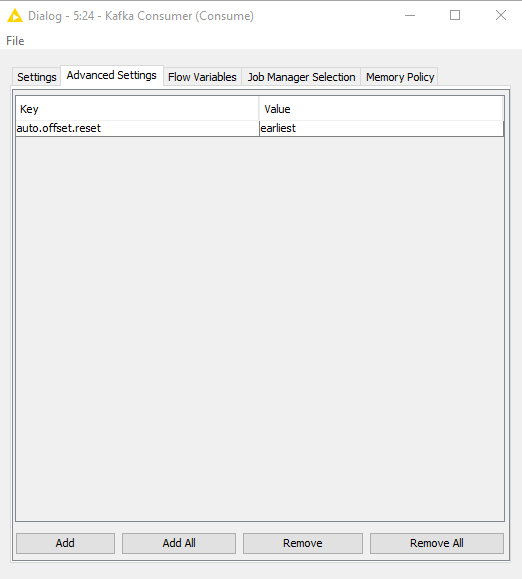 Dialog - 5:24 - Kafka Consumer (Consume)
File
Settings Advanced Settings Flow Variables Job Manager Selection Memory Policy
Key Value
auto.offset.reset earliest
Add Add All Remove Remove All